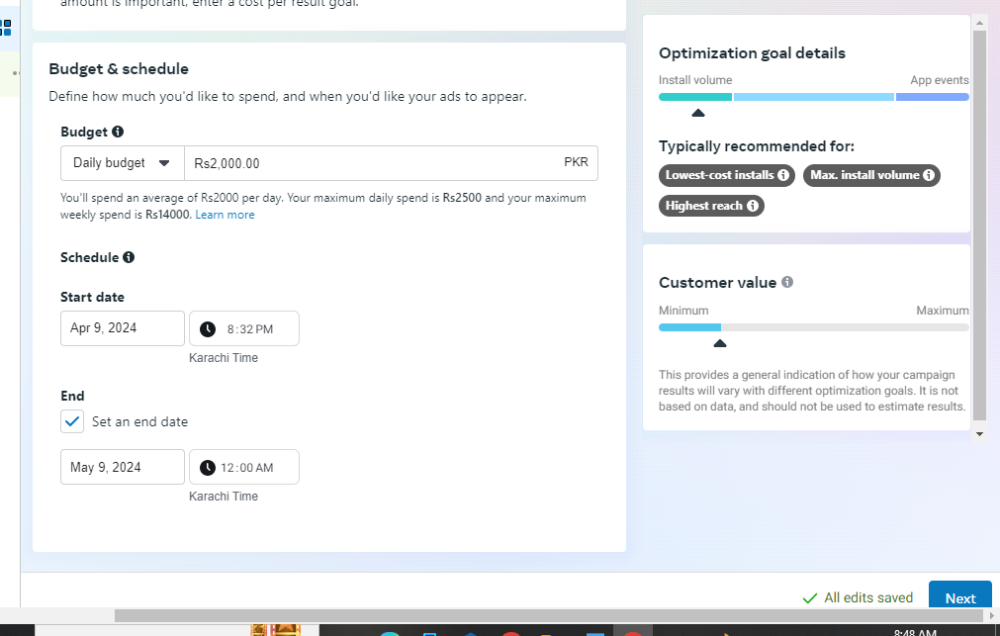 amount is important, enter a cost per result goal.
Budget & schedule
Define how much you'd like to spend, and when you'd like your ads to appear.
Budget
Daily budget Rs2,000.00 PKR
You'll spend an average of Rs2000 per day. Your maximum daily spend is Rs2500 and your maximum
weekly spend is Rs14000. Learn more
Schedule
Start date
Apr 9, 2024 8:32 PM
Karachi Time
End
Set an end date
May 9, 2024 12:00 AM
Karachi Time
Optimization goal details
Install volume App events
Typically recommended for:
Lowest-cost installs Max. install volume
Highest reach
Customer value
Minimum Maximum
This provides a general indication of how your campaign
results will vary with different optimization goals. It is not
based on data, and should not be used to estimate results.
All edits saved Next
8:48 AM